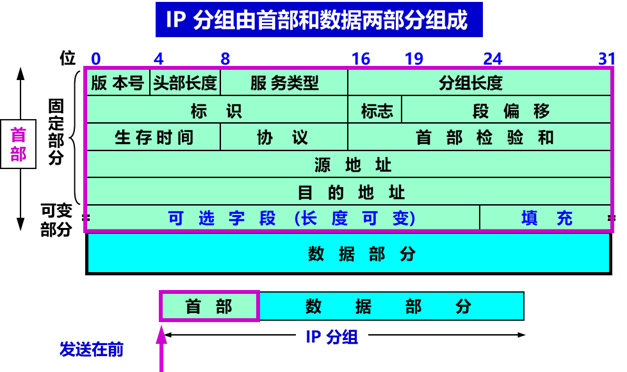 IP 分组由首部和数据两部分组成
位 0 4 8 16 19 24 31
版 本号 头部长度 服 务类型 分组长度
标 识 标志 段 偏 移
生 存 时 间 协 议 首 部 检 验 和
源 地 址
目 的 地 址
可 选 字 段 (长 度 可 变) 填 充
数 据 部 分
首部
固定部分
可变
部分
首 部 数 据 部 分
IP 分组
发送在前